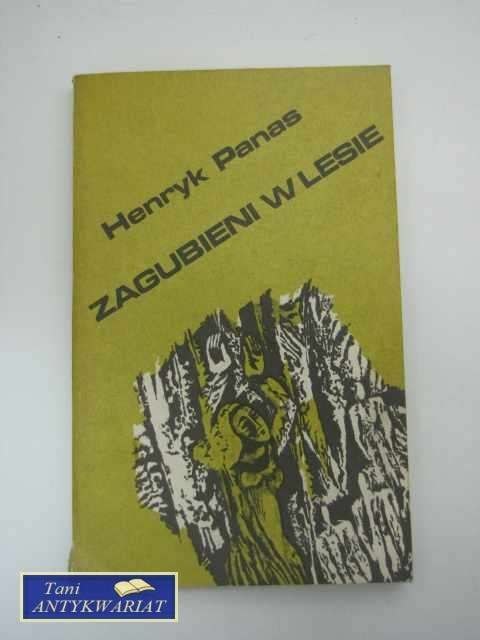 Henryk Panas
ZAGUBIENI W LESIE
Tani
ANTYKWARIAT